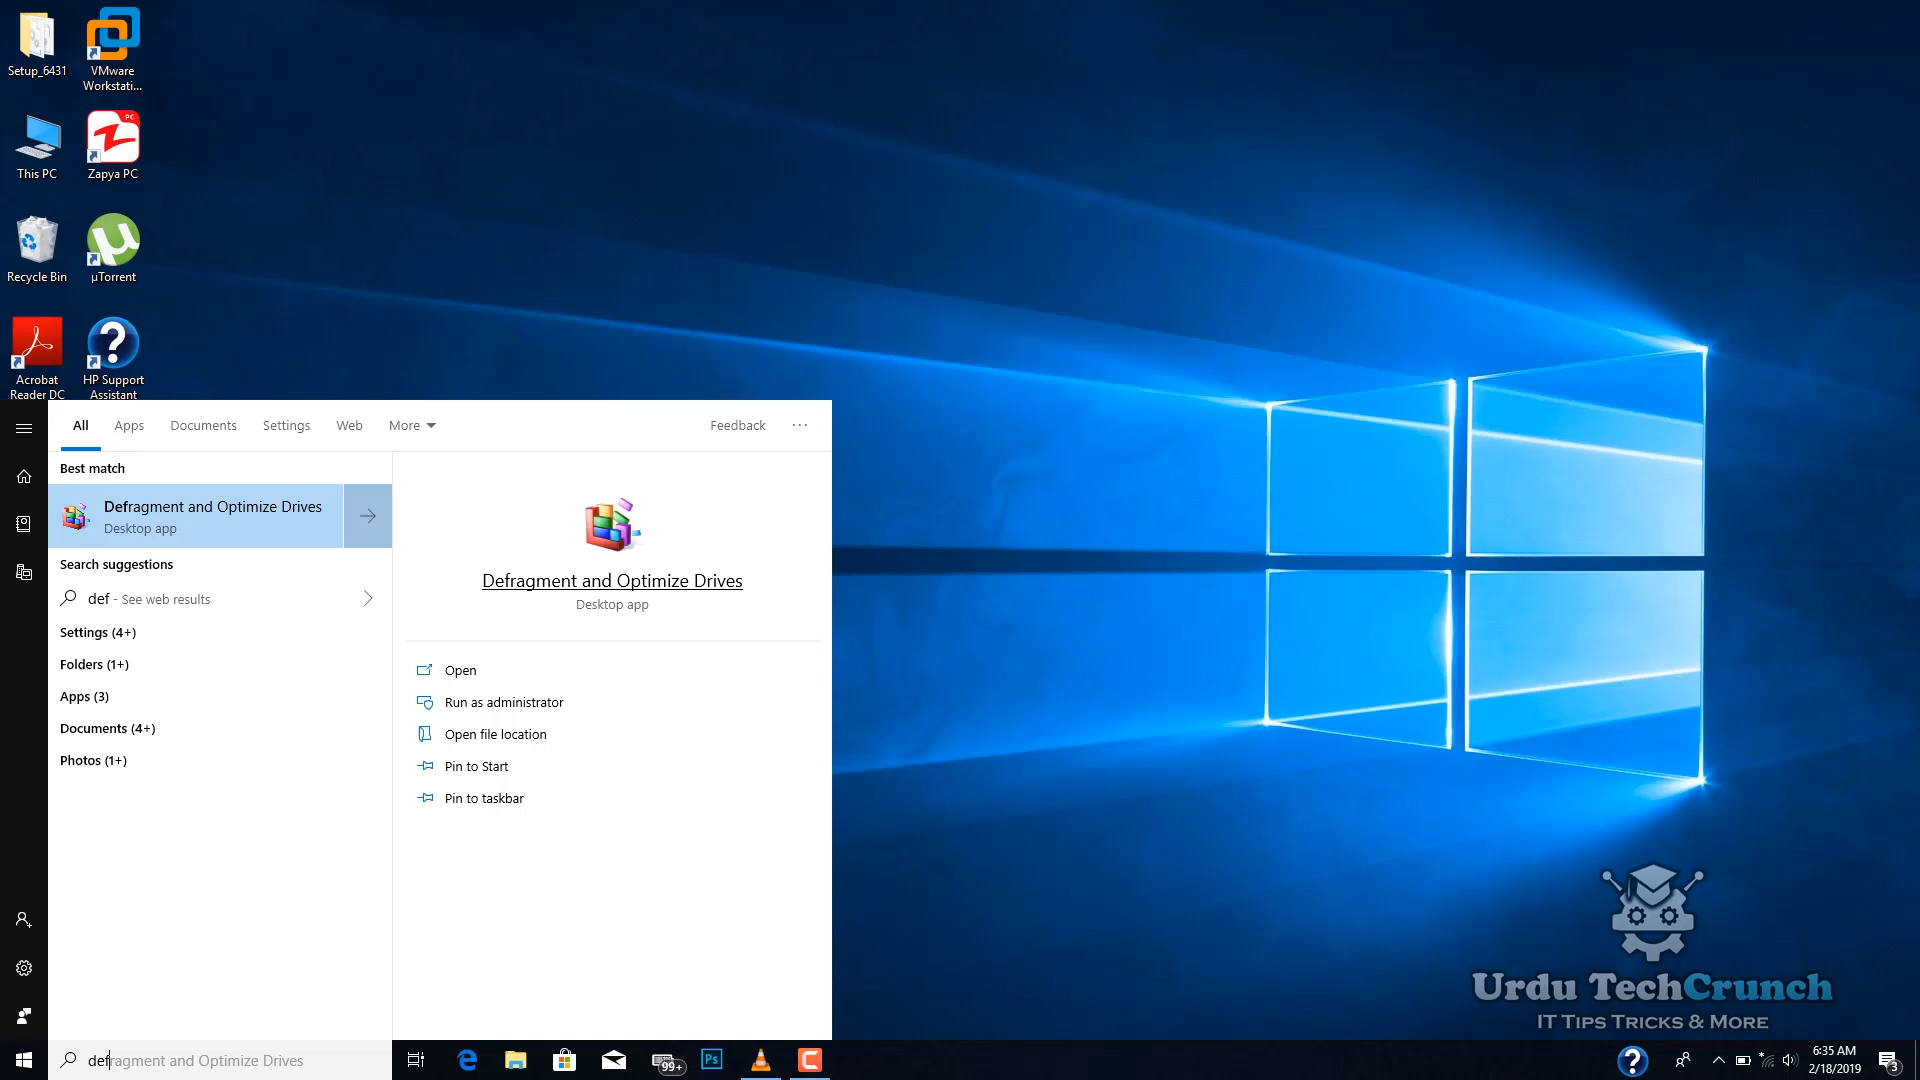 Setup_6431
VMware
Workstati...
This PC
PC
Zapya PC
Recycle Bin
µTorrent
Acrobat
Reader DC
HP Support
Assistant
All
Apps
Documents
Settings
Web
More
Feedback
...
Best match
Defragment and Optimize Drives
Desktop app
Search suggestions
def - See web results
Settings (4+)
Folders (1+)
Apps (3)
Documents (4+)
Photos (1+)
Defragment and Optimize Drives
Desktop app
Open
Run as administrator
Open file location
Pin to Start
Pin to taskbar
Urdu TechCrunch
IT Tips Tricks & More
defragment and Optimize Drives
99+
Ps
6:35 AM
2/18/2019
3